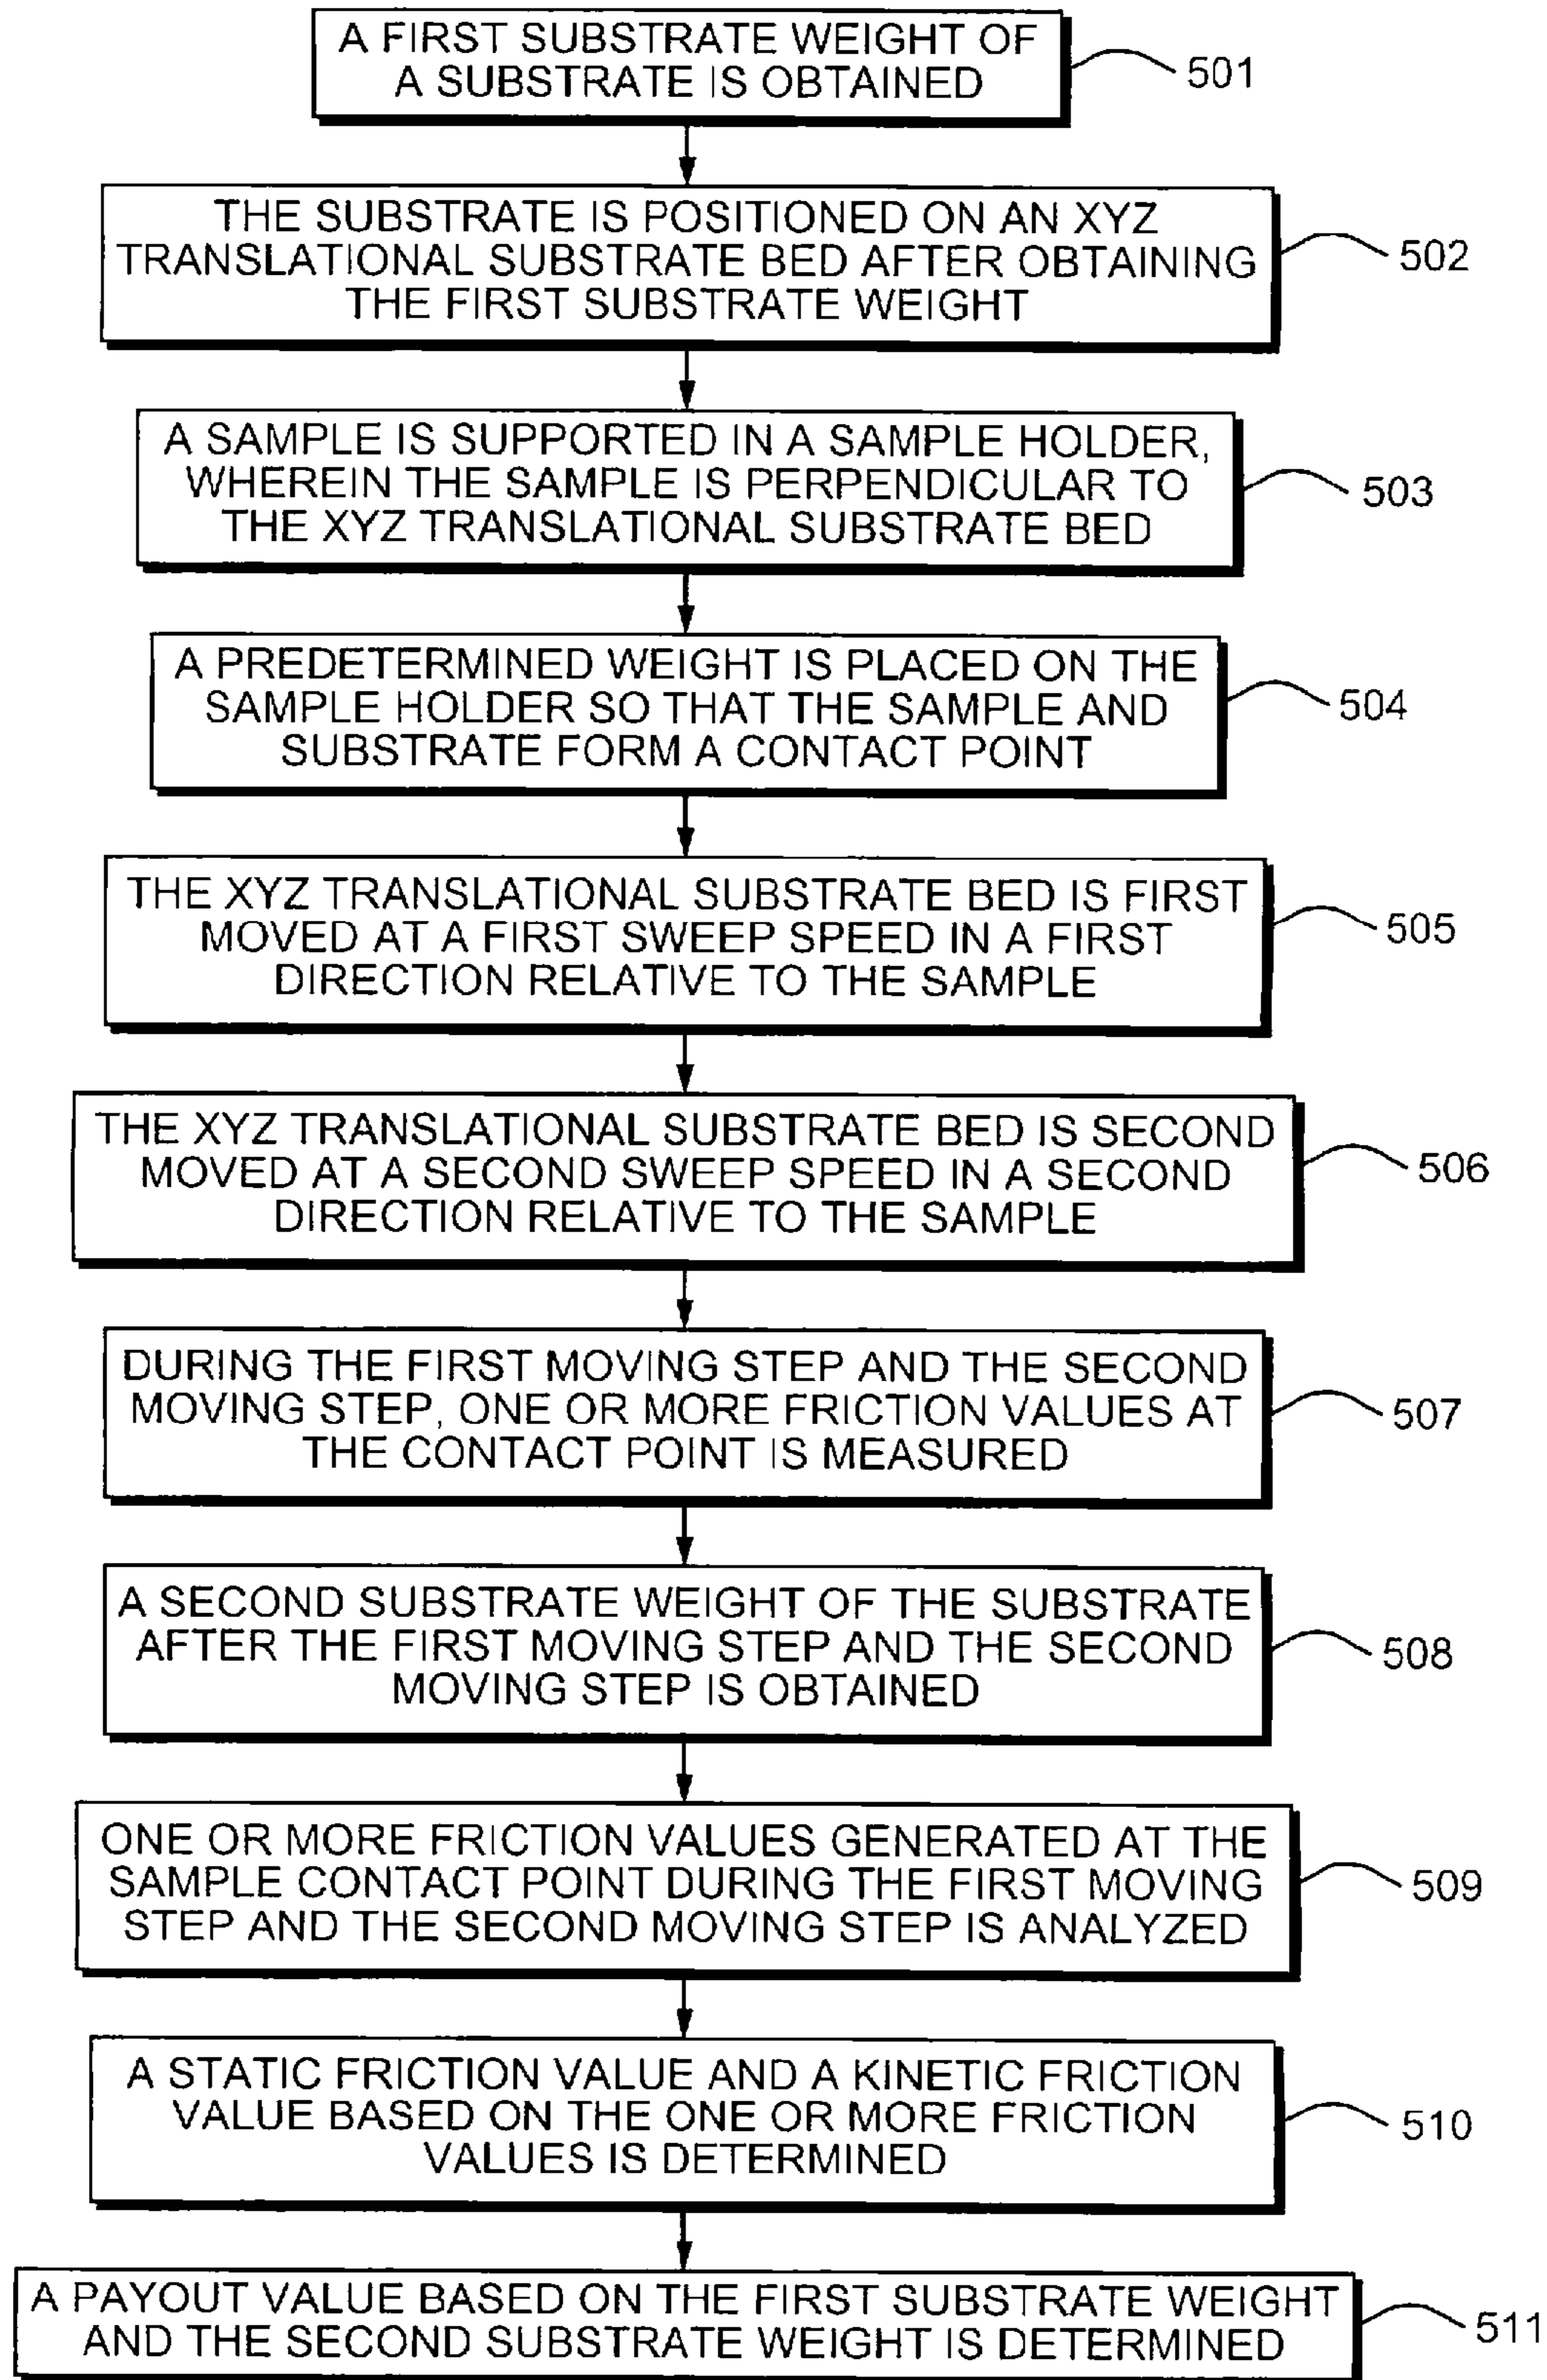 A FIRST SUBSTRATE WEIGHT OF
A SUBSTRATE IS OBTAINED
501
THE SUBSTRATE IS POSITIONED ON AN XYZ
TRANSLATIONAL SUBSTRATE BED AFTER OBTAINING
THE FIRST SUBSTRATE WEIGHT
502
A SAMPLE IS SUPPORTED IN A SAMPLE HOLDER,
WHEREIN THE SAMPLE IS PERPENDICULAR TO
THE XYZ TRANSLATIONAL SUBSTRATE BED
503
A PREDETERMINED WEIGHT IS PLACED ON THE
SAMPLE HOLDER SO THAT THE SAMPLE AND
SUBSTRATE FORM A CONTACT POINT
504
THE XYZ TRANSLATIONAL SUBSTRATE BED IS FIRST
MOVED AT A FIRST SWEEP SPEED IN A FIRST
DIRECTION RELATIVE TO THE SAMPLE
505
THE XYZ TRANSLATIONAL SUBSTRATE BED IS SECOND
MOVED AT A SECOND SWEEP SPEED IN A SECOND
DIRECTION RELATIVE TO THE SAMPLE
506
DURING THE FIRST MOVING STEP AND THE SECOND
MOVING STEP, ONE OR MORE FRICTION VALUES AT
THE CONTACT POINT IS MEASURED
507
A SECOND SUBSTRATE WEIGHT OF THE SUBSTRATE
AFTER THE FIRST MOVING STEP AND THE SECOND
MOVING STEP IS OBTAINED
508
ONE OR MORE FRICTION VALUES GENERATED AT THE
SAMPLE CONTACT POINT DURING THE FIRST MOVING
STEP AND THE SECOND MOVING STEP IS ANALYZED
509
A STATIC FRICTION VALUE AND A KINETIC FRICTION
VALUE BASED ON THE ONE OR MORE FRICTION
VALUES IS DETERMINED
510
A PAYOUT VALUE BASED ON THE FIRST SUBSTRATE WEIGHT
AND THE SECOND SUBSTRATE WEIGHT IS DETERMINED
511